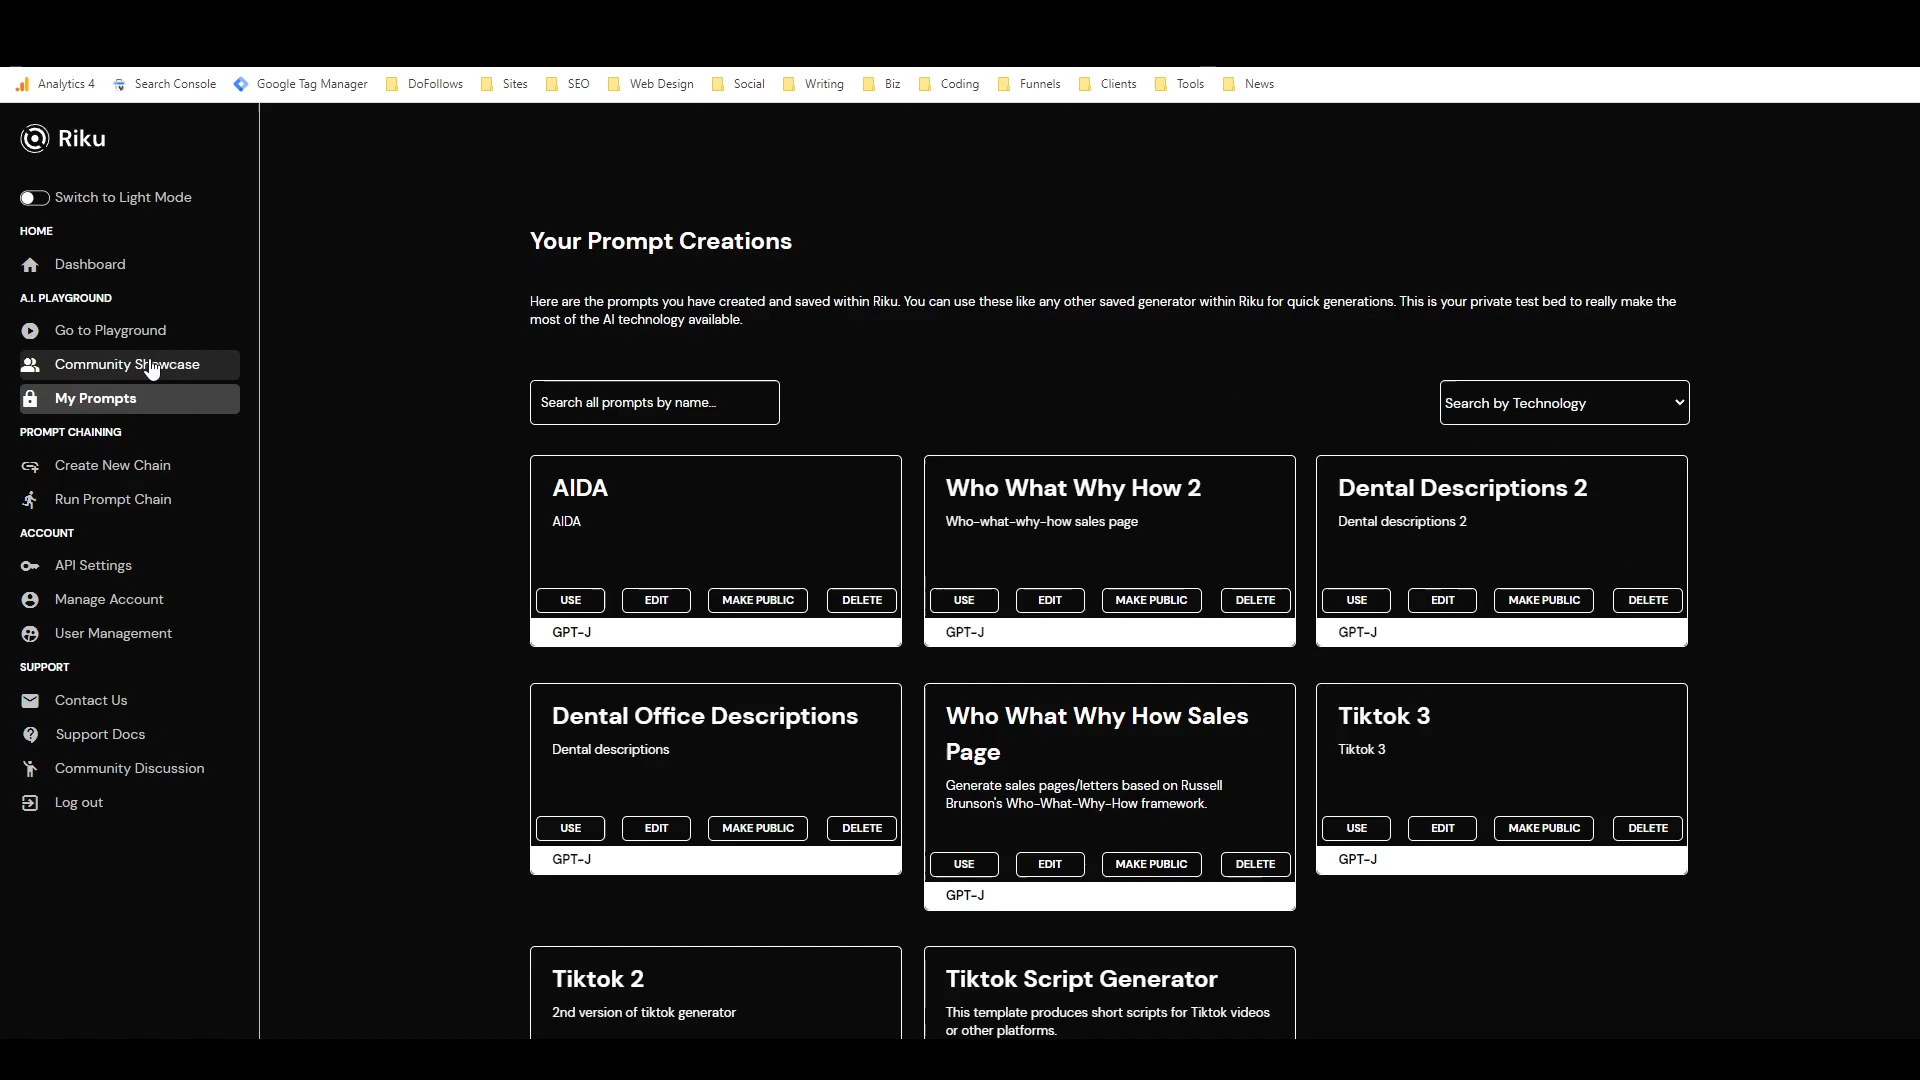 Analytics 4 Search Console Google Tag Manager DoFollows Sites SEO Web Design Social Writing Biz Coding Funnels Clients Tools News
Riku
Switch to Light Mode
HOME
Dashboard
A.I. PLAYGROUND
Go to Playground
Community Showcase
My Prompts
PROMPT CHAINING
Create New Chain
Run Prompt Chain
ACCOUNT
API Settings
Manage Account
User Management
SUPPORT
Contact Us
Support Docs
Community Discussion
Log out
Your Prompt Creations
Here are the prompts you have created and saved within Riku. You can use these like any other saved generator within Riku for quick generations. This is your private test bed to really make the
most of the AI technology available.
Search all prompts by name...
Search by Technology
AIDA
AIDA
USE EDIT MAKE PUBLIC DELETE
GPT-J
Who What Why How 2
Who-what-why-how sales page
USE EDIT MAKE PUBLIC DELETE
GPT-J
Dental Descriptions 2
Dental descriptions 2
USE EDIT MAKE PUBLIC DELETE
GPT-J
Dental Office Descriptions
Dental descriptions
USE EDIT MAKE PUBLIC DELETE
GPT-J
Who What Why How Sales
Page
Generate sales pages/letters based on Russell
Brunson's Who-What-Why-How framework.
USE EDIT MAKE PUBLIC DELETE
GPT-J
Tiktok 3
Tiktok 3
USE EDIT MAKE PUBLIC DELETE
GPT-J
Tiktok 2
2nd version of tiktok generator
Tiktok Script Generator
This template produces short scripts for Tiktok videos
or other platforms.